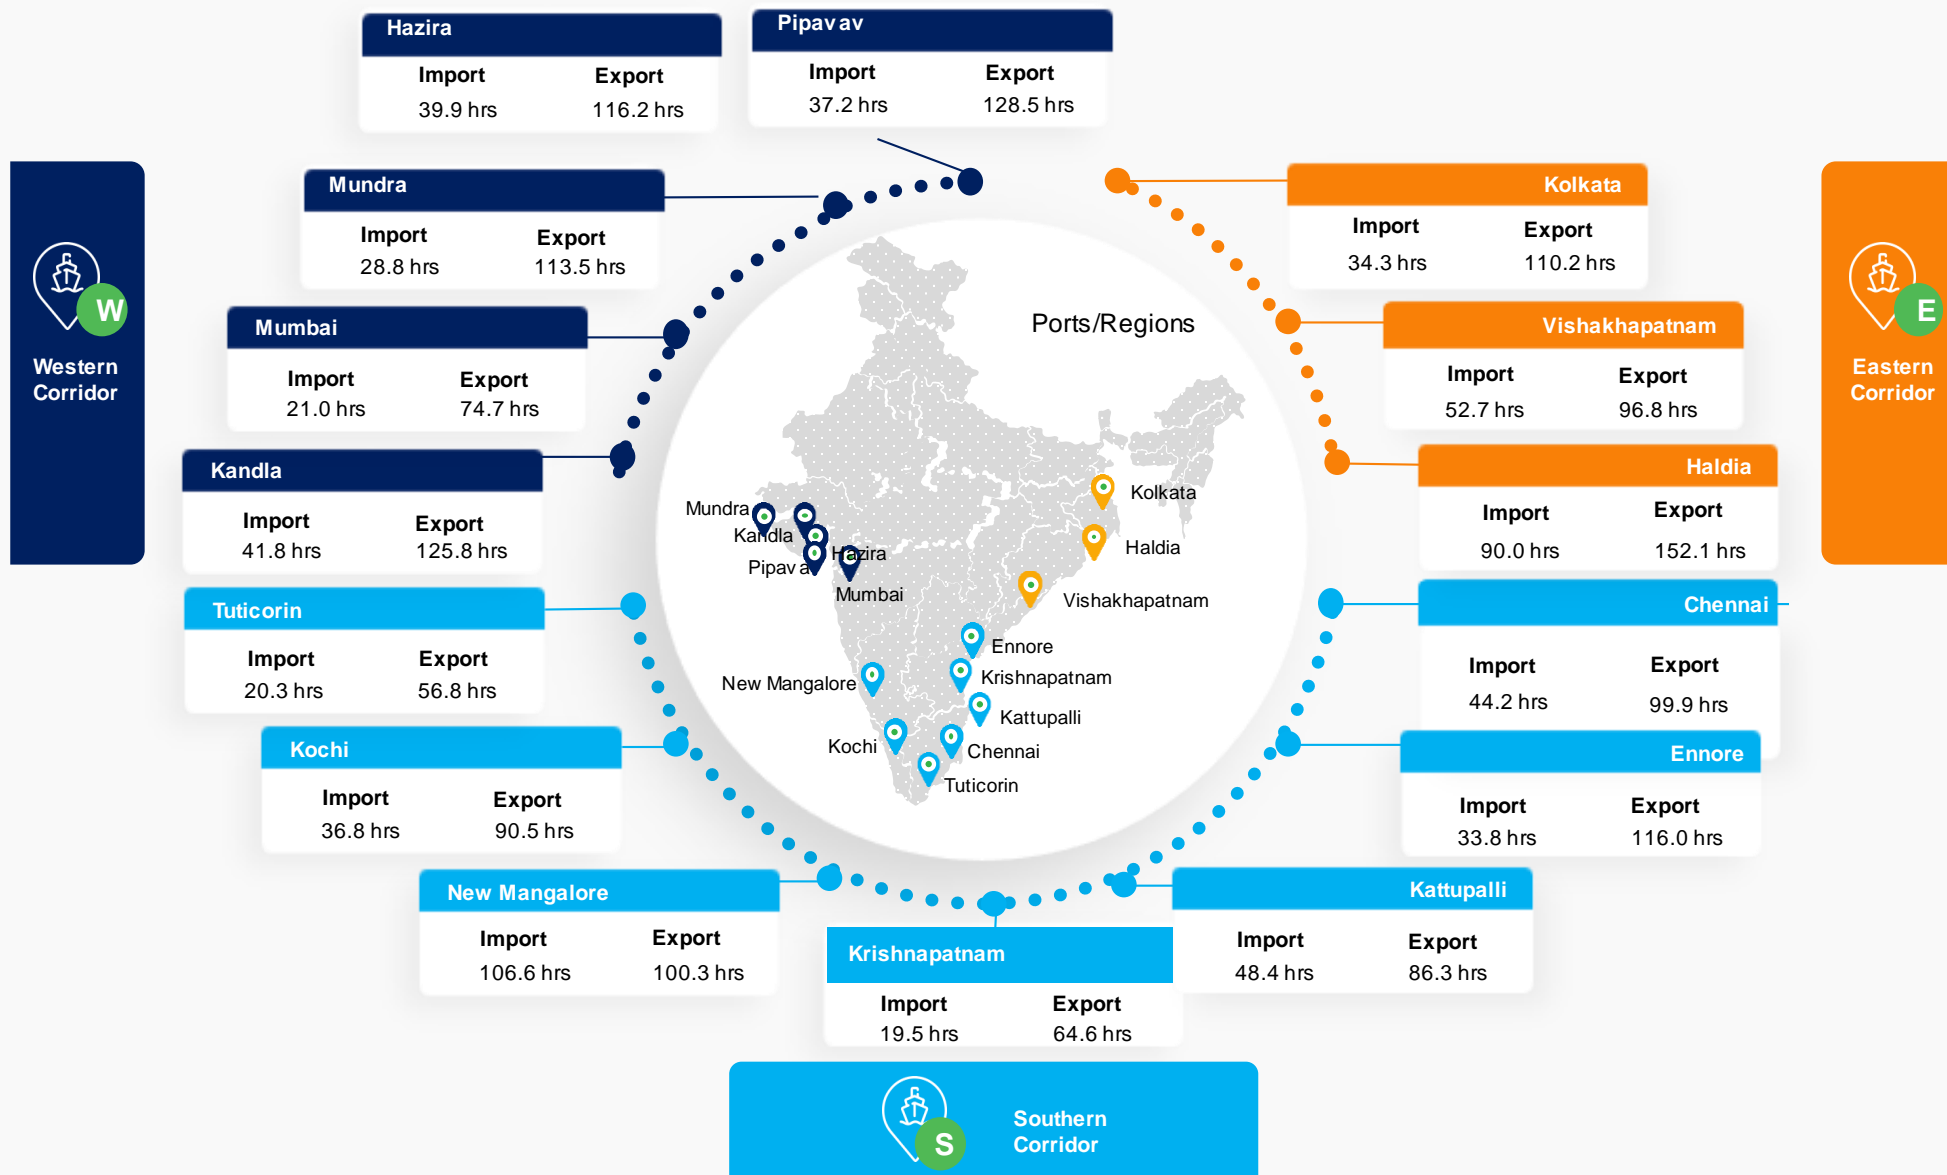 Hazira
Import Export
39.9 hrs 116.2 hrs
Pipavav
Import Export
37.2 hrs 128.5 hrs
Mundra
Import Export
28.8 hrs 113.5 hrs
Mumbai
Import Export
21.0 hrs 74.7 hrs
Kandla
Import Export
41.8 hrs 125.8 hrs
W
Western
Corridor
Kolkata
Import Export
34.3 hrs 110.2 hrs
Vishakhapatnam
Import Export
52.7 hrs 96.8 hrs
Haldia
Import Export
90.0 hrs 152.1 hrs
E
Eastern
Corridor
Ports/Regions
Mundra
Kandla
Hazira
Pipava
Mumbai
Kolkata
Haldia
Vishakhapatnam
Ennore
Krishnapatnam
New Mangalore
Kattupalli
Kochi
Chennai
Tuticorin
Tuticorin
Import Export
20.3 hrs 56.8 hrs
Kochi
Import Export
36.8 hrs 90.5 hrs
New Mangalore
Import Export
106.6 hrs 100.3 hrs
Krishnapatnam
Import Export
19.5 hrs 64.6 hrs
Chennai
Import Export
44.2 hrs 99.9 hrs
Ennore
Import Export
33.8 hrs 116.0 hrs
Kattupalli
Import Export
48.4 hrs 86.3 hrs
S
Southern
Corridor